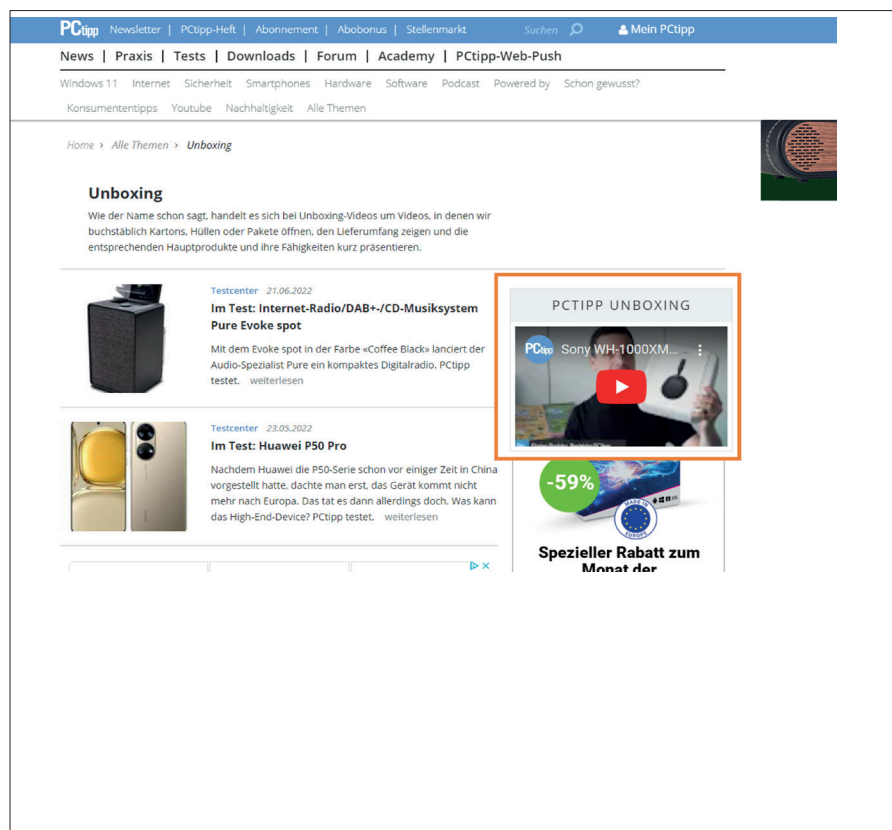 PCtipp Newsletter | PCtipp-Heft | Abonnement | Abobonus | Stellenmarkt Suchen Mein PCtipp
News | Praxis | Tests | Downloads | Forum | Academy | PCtipp-Web-Push
Windows 11 Internet Sicherheit Smartphones Hardware Software Podcast Powered by Schon gewusst?
Konsumententipps Youtube Nachhaltigkeit Alle Themen
Home › Alle Themen › Unboxing
Unboxing
Wie der Name schon sagt, handelt es sich bei Unboxing-Videos um Videos, in denen wir
buchstäblich Kartons, Hüllen oder Pakete öffnen, den Lieferumfang zeigen und die
entsprechenden Hauptprodukte und ihre Fähigkeiten kurz präsentieren.
Testcenter 21.06.2022
Im Test: Internet-Radio/DAB+-/CD-Musiksystem
Pure Evoke spot
Mit dem Evoke spot in der Farbe «Coffee Black» lanciert der
Audio-Spezialist Pure ein kompaktes Digitalradio. PCtipp
testet. weiterlesen
Testcenter 23.05.2022
Im Test: Huawei P50 Pro
Nachdem Huawei die P50-Serie schon vor einiger Zeit in China
vorgestellt hatte, dachte man erst, das Gerät kommt nicht
mehr nach Europa. Das tat es dann allerdings doch. Was kann
das High-End-Device? PCtipp testet. weiterlesen
PCTIPP UNBOXING
PCtipp Sony WH-1000XM...
-59%
MADE IN
EUROPE
Spezieller Rabatt zum
Monat der